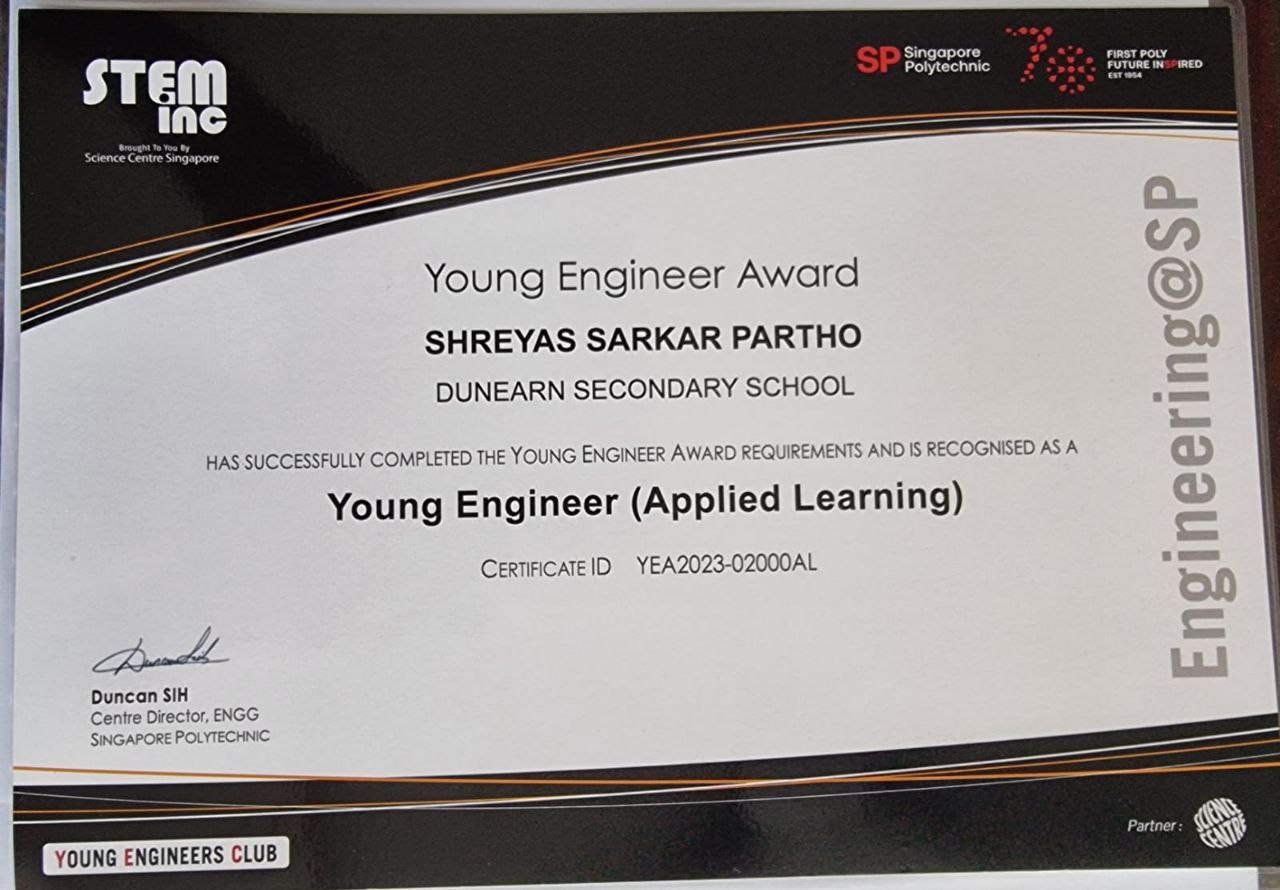 STEM
INC
Brought To You By
Science Centre Singapore
SP Singapore
Polytechnic
70
FIRST POLY
FUTURE INSPIRED
EST 1954
Engineering@SP
Young Engineer Award
SHREYAS SARKAR PARTHO
DUNEARN SECONDARY SCHOOL
HAS SUCCESSFULLY COMPLETED THE YOUNG ENGINEER AWARD REQUIREMENTS AND IS RECOGNISED AS A
Young Engineer (Applied Learning)
CERTIFICATE ID YEA2023-02000AL
Duncan SIH
Centre Director, ENGG
SINGAPORE POLYTECHNIC
YOUNG ENGINEERS CLUB
Partner :
SCIENCE
CENTRE